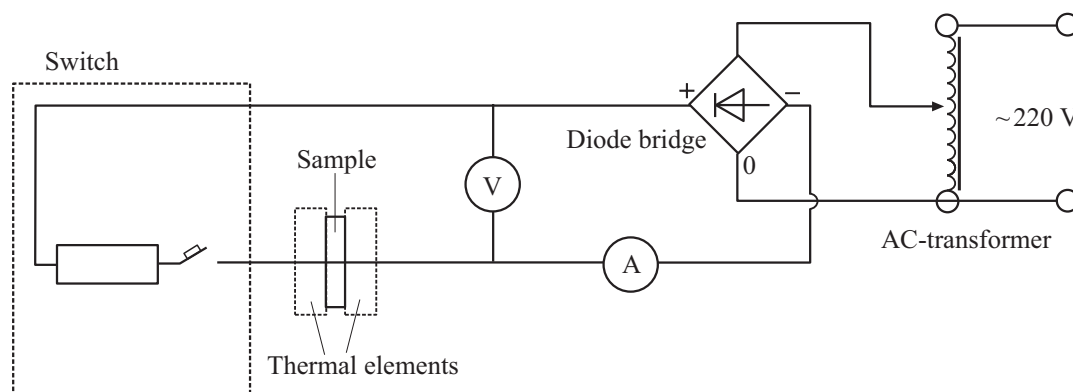 Switch
+
−
~220 V
Diode bridge
Sample
V
0
AC-transformer
A
Thermal elements